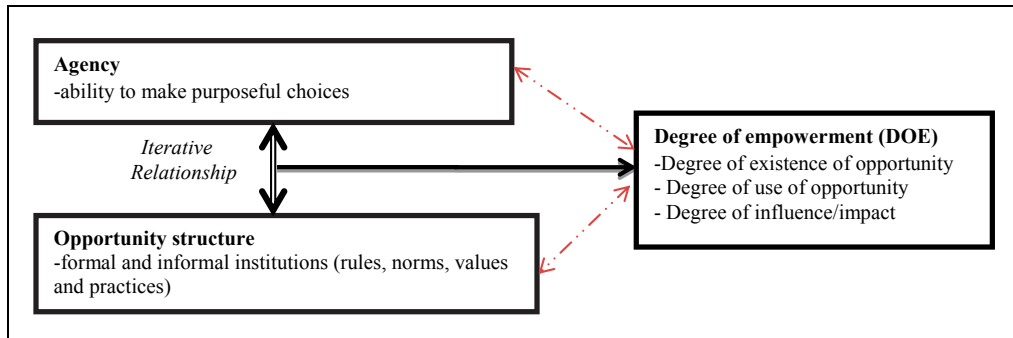 Agency
-ability to make purposeful choices
Iterative
Relationship
Degree of empowerment (DOE)
-Degree of existence of opportunity
- Degree of use of opportunity
- Degree of influence/impact
Opportunity structure
-formal and informal institutions (rules, norms, values
and practices)